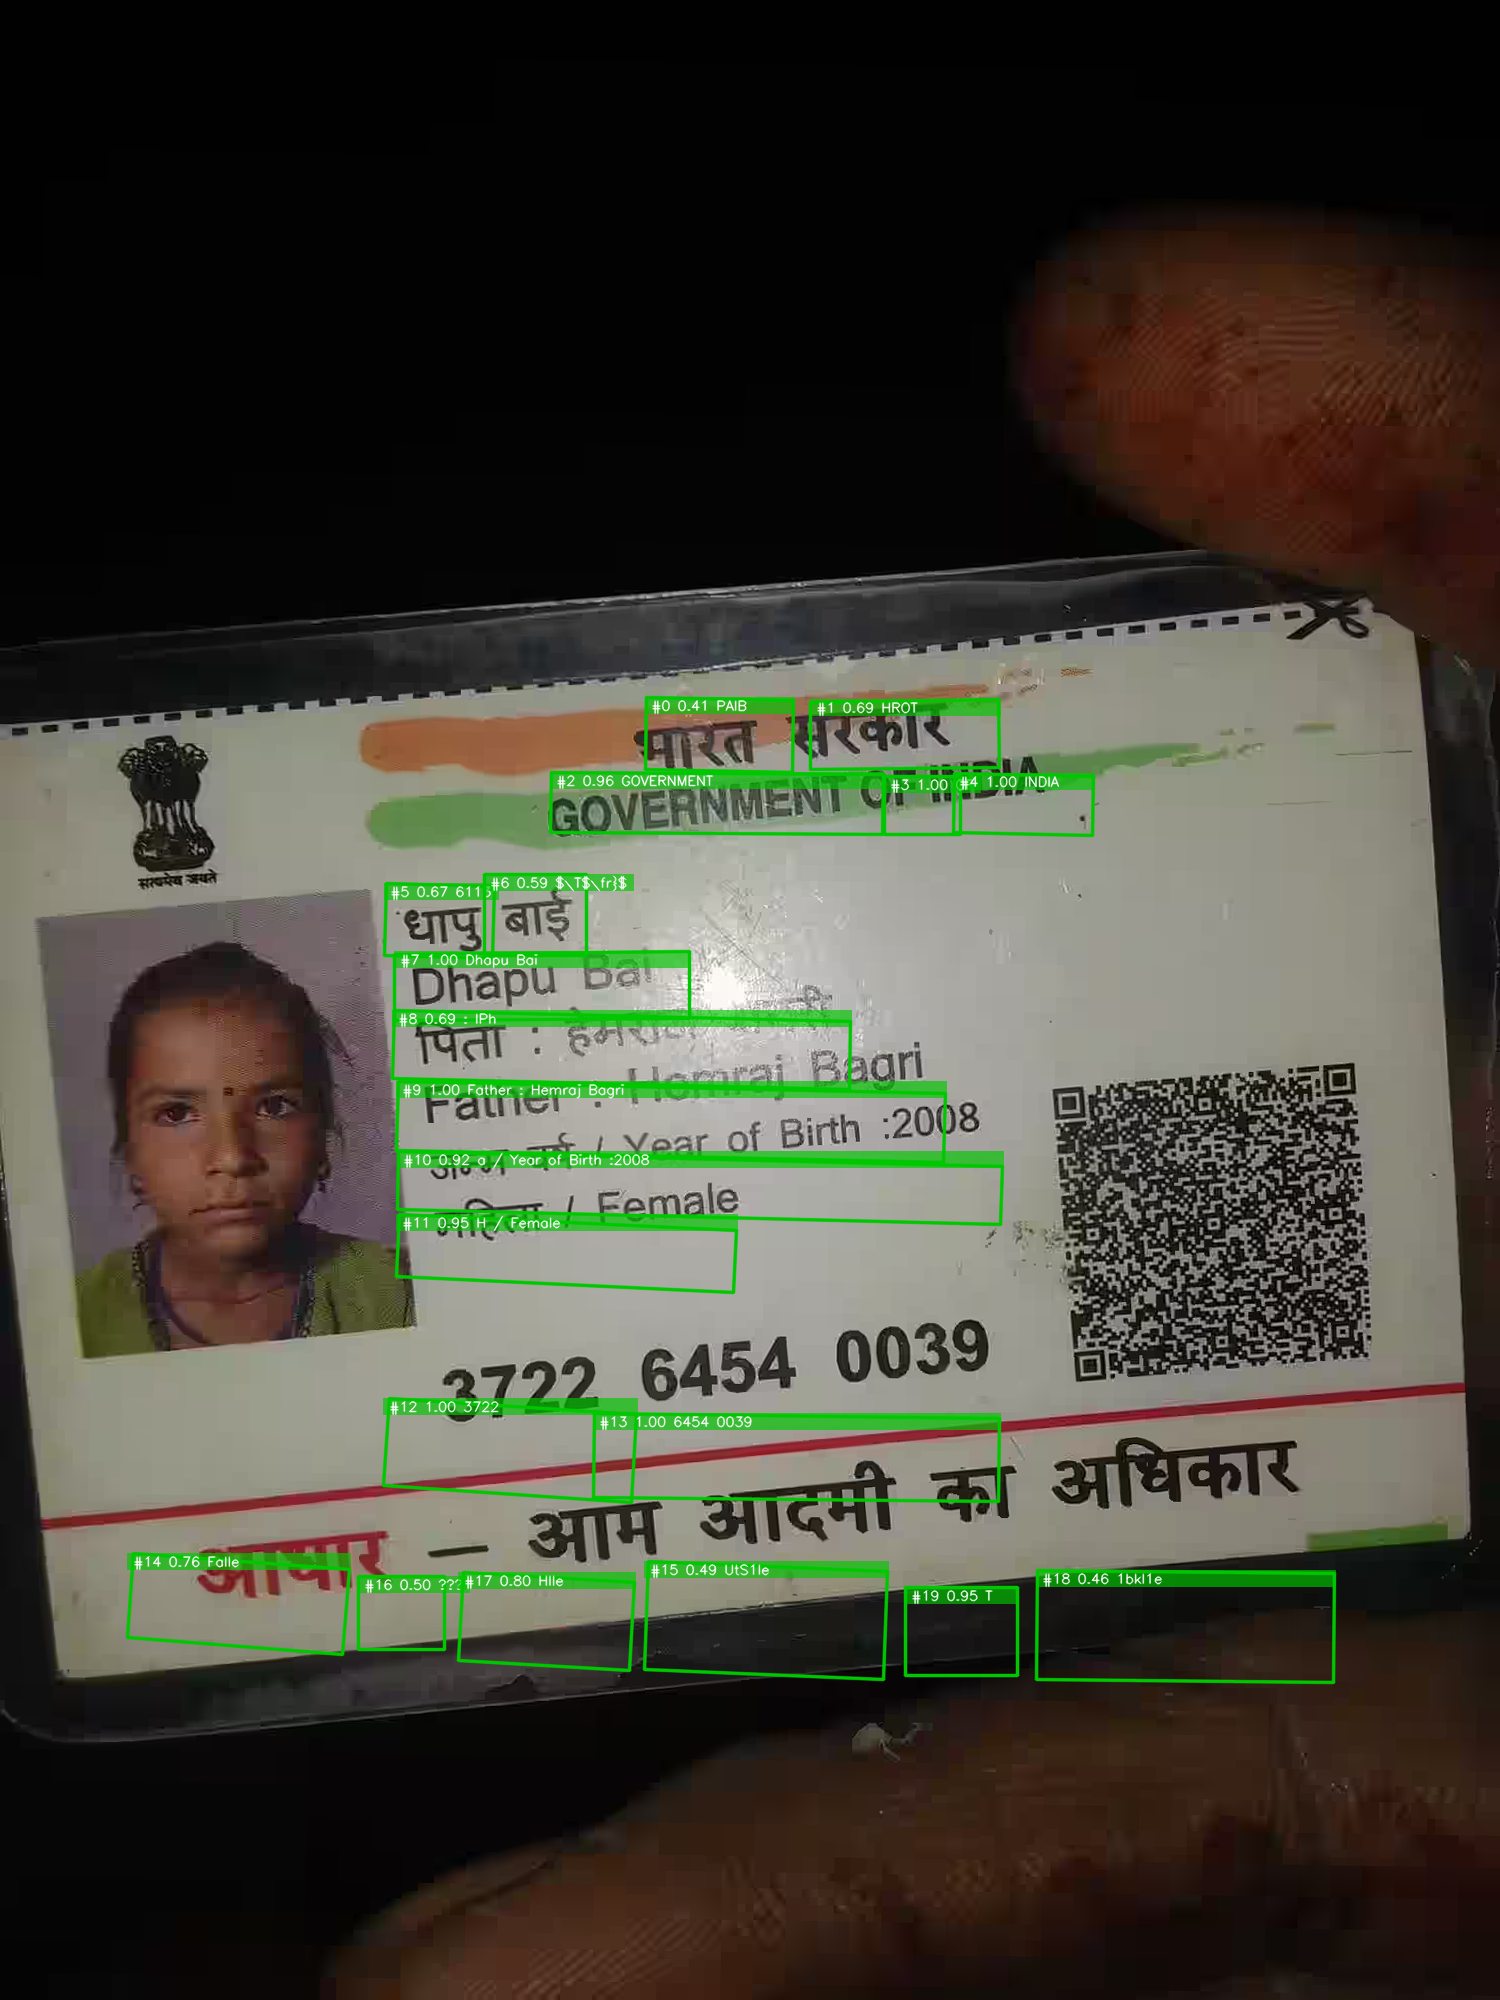 भारत सरकार
GOVERNMENT OF INDIA
सत्यमेव जयते
धापु बाई
Dhapu Bai
पिता : हेमराज बागरी
Father : Hemraj Bagri
जन्म वर्ष / Year of Birth :2008
महिला / Female
3722 6454 0039
आधार — आम आदमी का अधिकार
#0 0.41 PAIB
#1 0.69 HROT
#2 0.96 GOVERNMENT
#3 1.00
#4 1.00 INDIA
#5 0.67 611
#6 0.59 $\T$\fr}$
#7 1.00 Dhapu Bai
#8 0.69 : IPh
#9 1.00 Father : Hemraj Bagri
#10 0.92 a / Year of Birth :2008
#11 0.95 H / Female
#12 1.00 3722
#13 1.00 6454 0039
#14 0.76 Falle
#16 0.50 ???
#17 0.80 Hlle
#15 0.49 UtS1le
#19 0.95 T
#18 0.46 1bkl1e